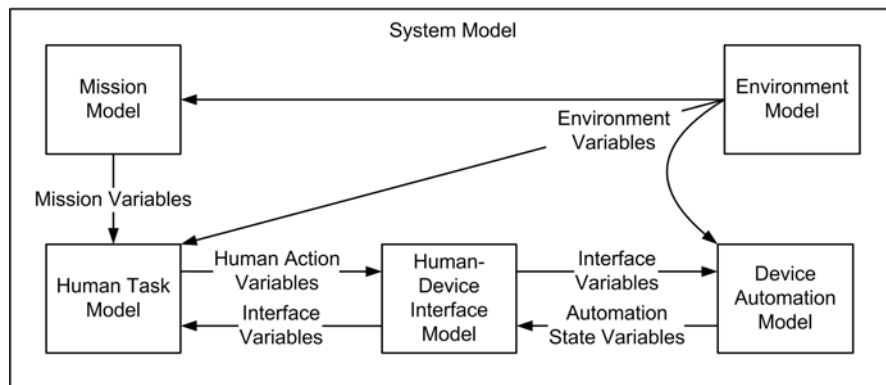 System Model
Mission
Model
Environment
Model
Environment
Variables
Mission Variables
Human Task
Model
Human Action
Variables
Interface
Variables
Human-
Device
Interface
Model
Interface
Variables
Automation
State Variables
Device
Automation
Model